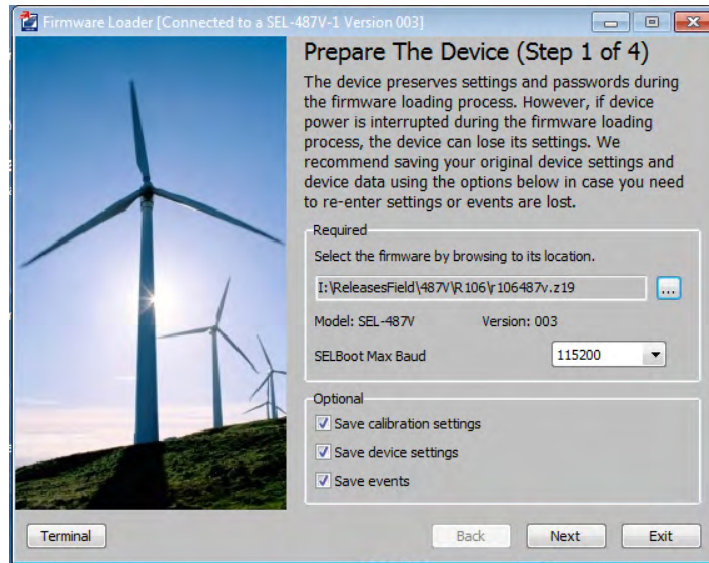 Firmware Loader [Connected to a SEL-487V-1 Version 003]
Prepare The Device (Step 1 of 4)
The device preserves settings and passwords during
the firmware loading process. However, if device
power is interrupted during the firmware loading
process, the device can lose its settings. We
recommend saving your original device settings and
device data using the options below in case you need
to re-enter settings or events are lost.
Required
Select the firmware by browsing to its location.
I:\ReleasesField\487V\R106\r106487v.z19
...
Model: SEL-487V Version: 003
SELBoot Max Baud 115200
Optional
Save calibration settings
Save device settings
Save events
Terminal Back Next Exit